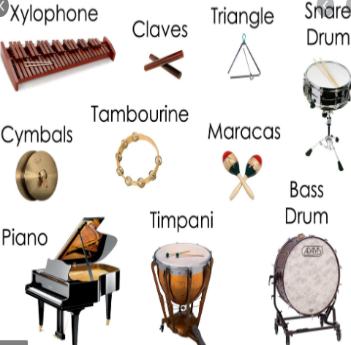 Xylophone
Claves
Triangle
Snare
Drum
Cymbals
Tambourine
Maracas
Piano
Timpani
Bass
Drum